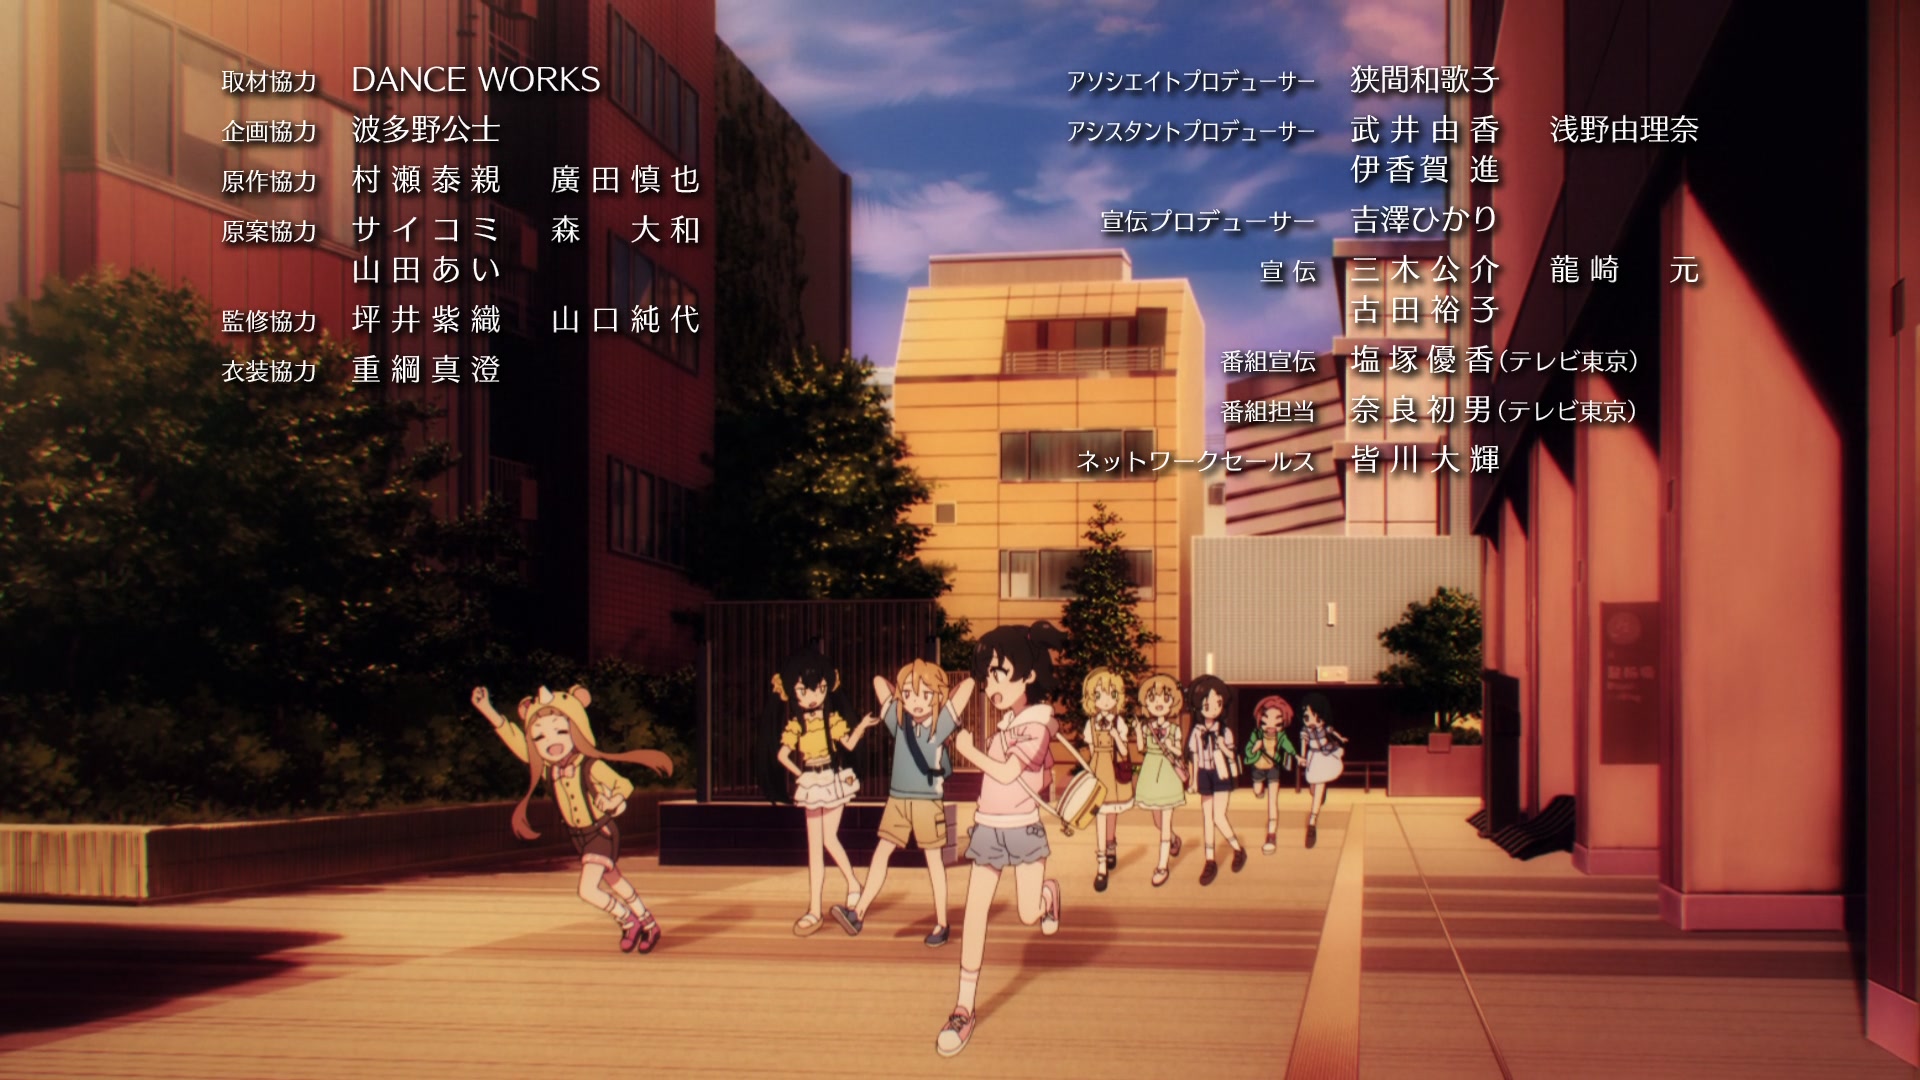 取材協力 DANCE WORKS
企画協力 波多野公士
原作協力 村瀬泰親 廣田慎也
原案協力 サイコミ 森 大和
山田あい
監修協力 坪井紫織 山口純代
衣装協力 重綱真澄
アソシエイトプロデューサー 狭間和歌子
アシスタントプロデューサー 武井由香 浅野由理奈
伊香賀 進
宣伝プロデューサー 吉澤ひかり
宣伝 三木公介 龍崎 元
古田裕子
番組宣伝 塩塚優香(テレビ東京)
番組担当 奈良初男(テレビ東京)
ネットワークセールス 皆川大輝